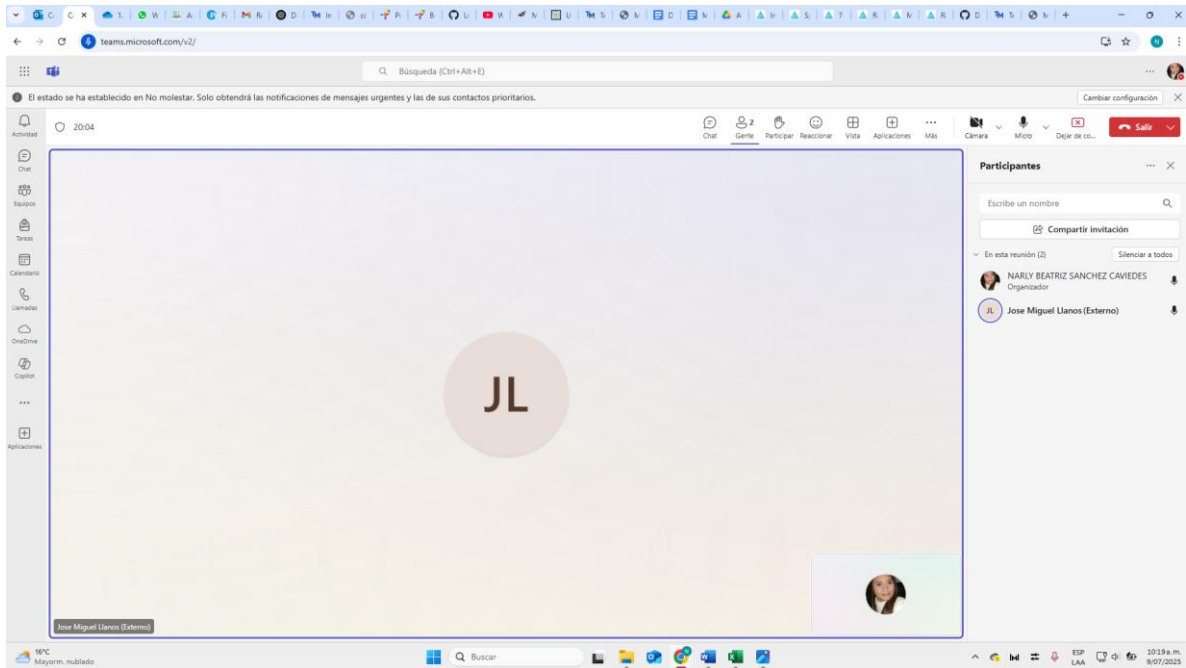 teams.microsoft.com/v2/
Búsqueda (Ctrl+Alt+E)
N
El estado se ha establecido en No molestar. Solo obtendrá las notificaciones de mensajes urgentes y las de sus contactos prioritarios.
Cambiar configuración
Actividad
Chat
Equipos
Tareas
Calendario
Llamadas
OneDrive
Copilot
Aplicaciones
20:04
Chat
2
Gente
Participar
Reaccionar
Vista
Aplicaciones
Más
Cámara
Micro
Dejar de co...
Salir
JL
Jose Miguel Llanos (Externo)
Participantes
Escribe un nombre
Compartir invitación
En esta reunión (2)
Silenciar a todos
NARLY BEATRIZ SANCHEZ CAVIEDES
Organizador
JL
Jose Miguel Llanos (Externo)
16°C
Mayorm. nublado
Buscar
ESP
LAA
10:19 a. m.
9/07/2025